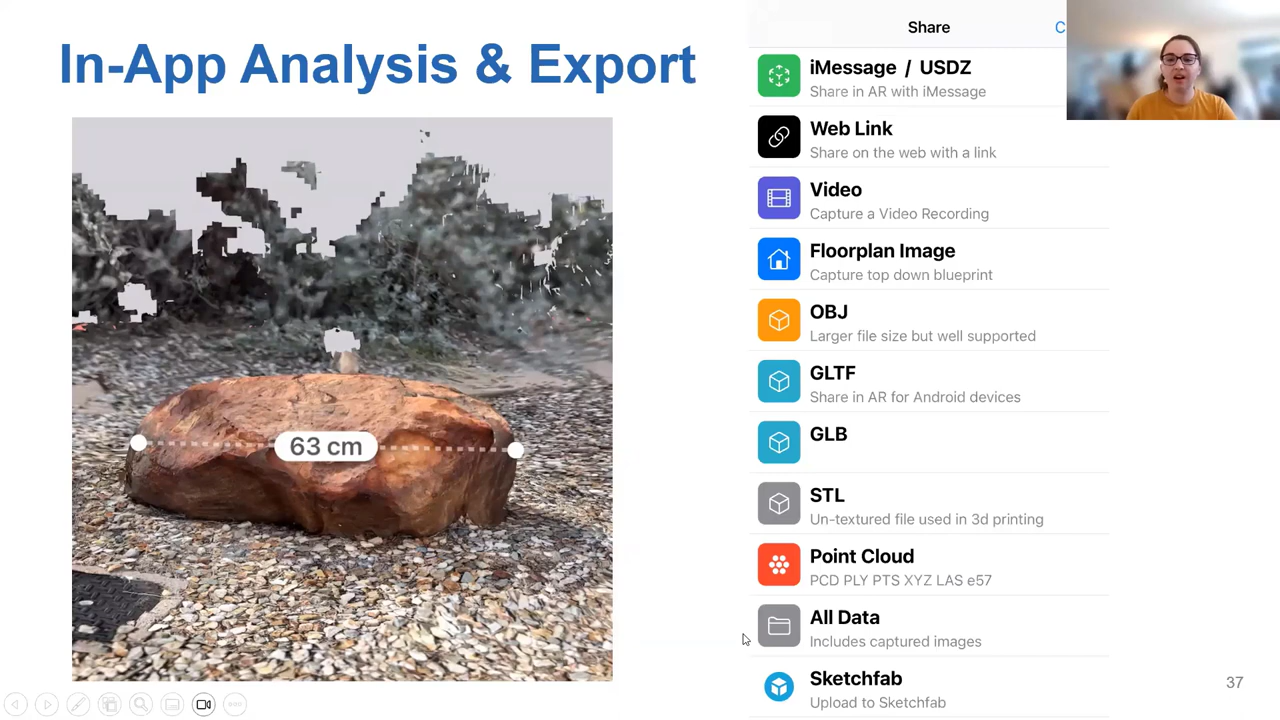 In-App Analysis & Export
63 cm
Share
C
iMessage / USDZ
Share in AR with iMessage
Web Link
Share on the web with a link
Video
Capture a Video Recording
Floorplan Image
Capture top down blueprint
OBJ
Larger file size but well supported
GLTF
Share in AR for Android devices
GLB
STL
Un-textured file used in 3d printing
Point Cloud
PCD PLY PTS XYZ LAS e57
All Data
Includes captured images
Sketchfab
Upload to Sketchfab
37